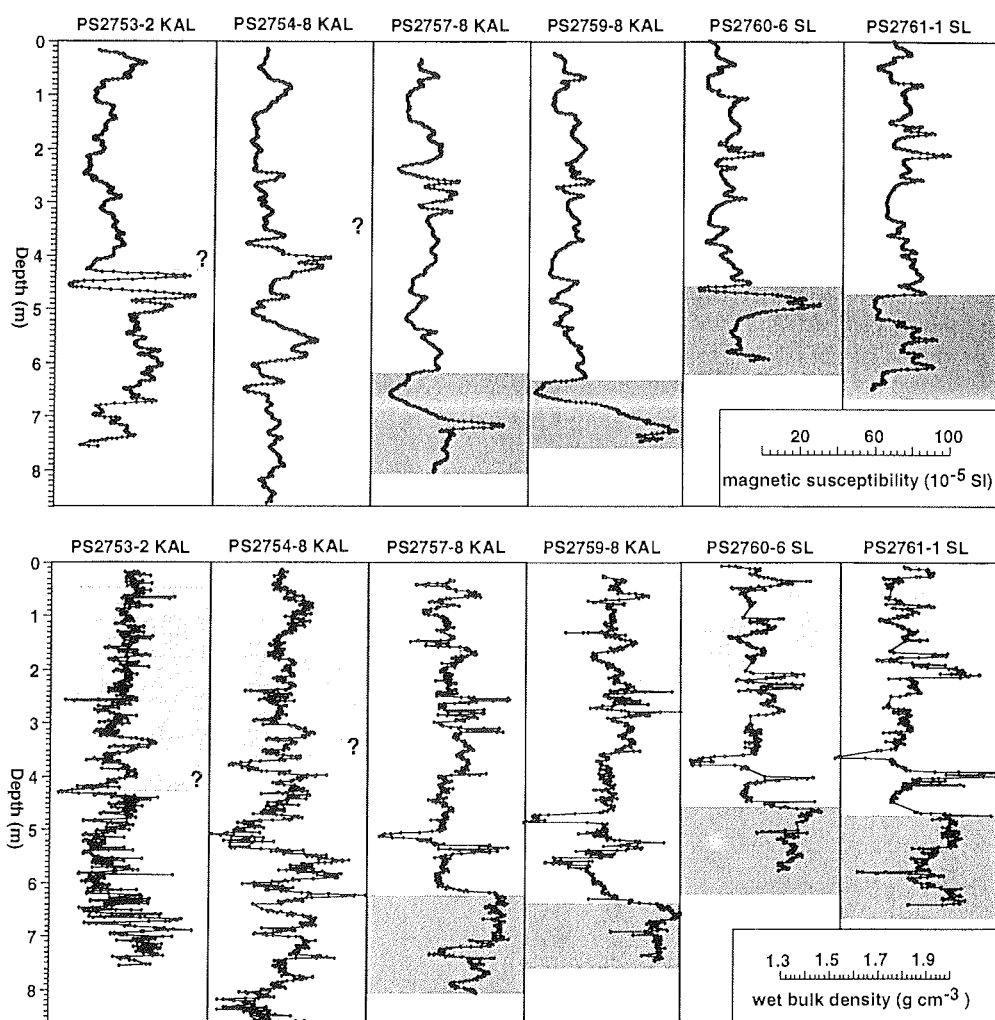 PS2753-2 KAL PS2754-8 KAL PS2757-8 KAL PS2759-8 KAL PS2760-6 SL PS2761-1 SL
0
1
2
3
? ?
4
5
6
7
8
Depth (m)
20 60 100
magnetic susceptibility (10-5 SI)
PS2753-2 KAL PS2754-8 KAL PS2757-8 KAL PS2759-8 KAL PS2760-6 SL PS2761-1 SL
0
1
2
3
? ?
4
5
6
7
8
Depth (m)
1.3 1.5 1.7 1.9
wet bulk density (g cm-3 )